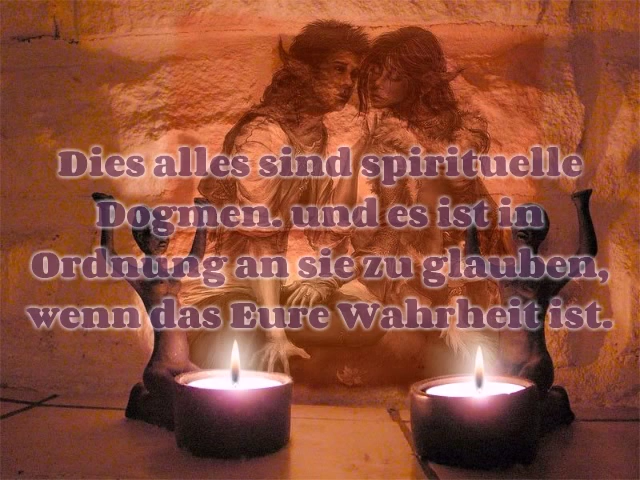 Dies alles sind spirituelle
Dogmen. und es ist in
Ordnung an sie zu glauben,
wenn das Eure Wahrheit ist.